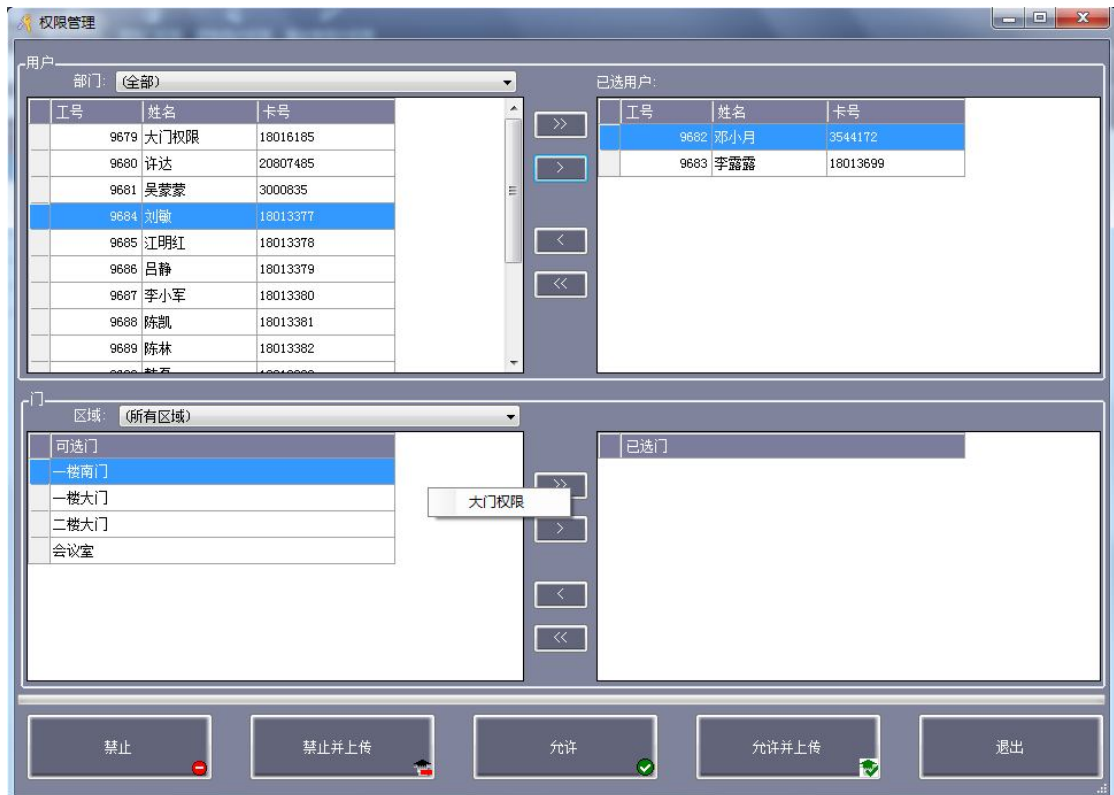 权限管理
用户
部门: (全部)
已选用户:
工号 姓名 卡号
9679 大门权限 18016185
9680 许达 20807485
9681 吴蒙蒙 3000835
9684 刘敏 18013377
9685 江明红 18013378
9686 吕静 18013379
9687 李小军 18013380
9688 陈凯 18013381
9689 陈林 18013382
>>
>
<
<<
工号 姓名 卡号
9682 邓小月 3544172
9683 李露露 18013699
门
区域: (所有区域)
可选门
一楼南门
一楼大门
二楼大门
会议室
大门权限
>>
>
<
<<
已选门
禁止
禁止并上传
允许
允许并上传
退出